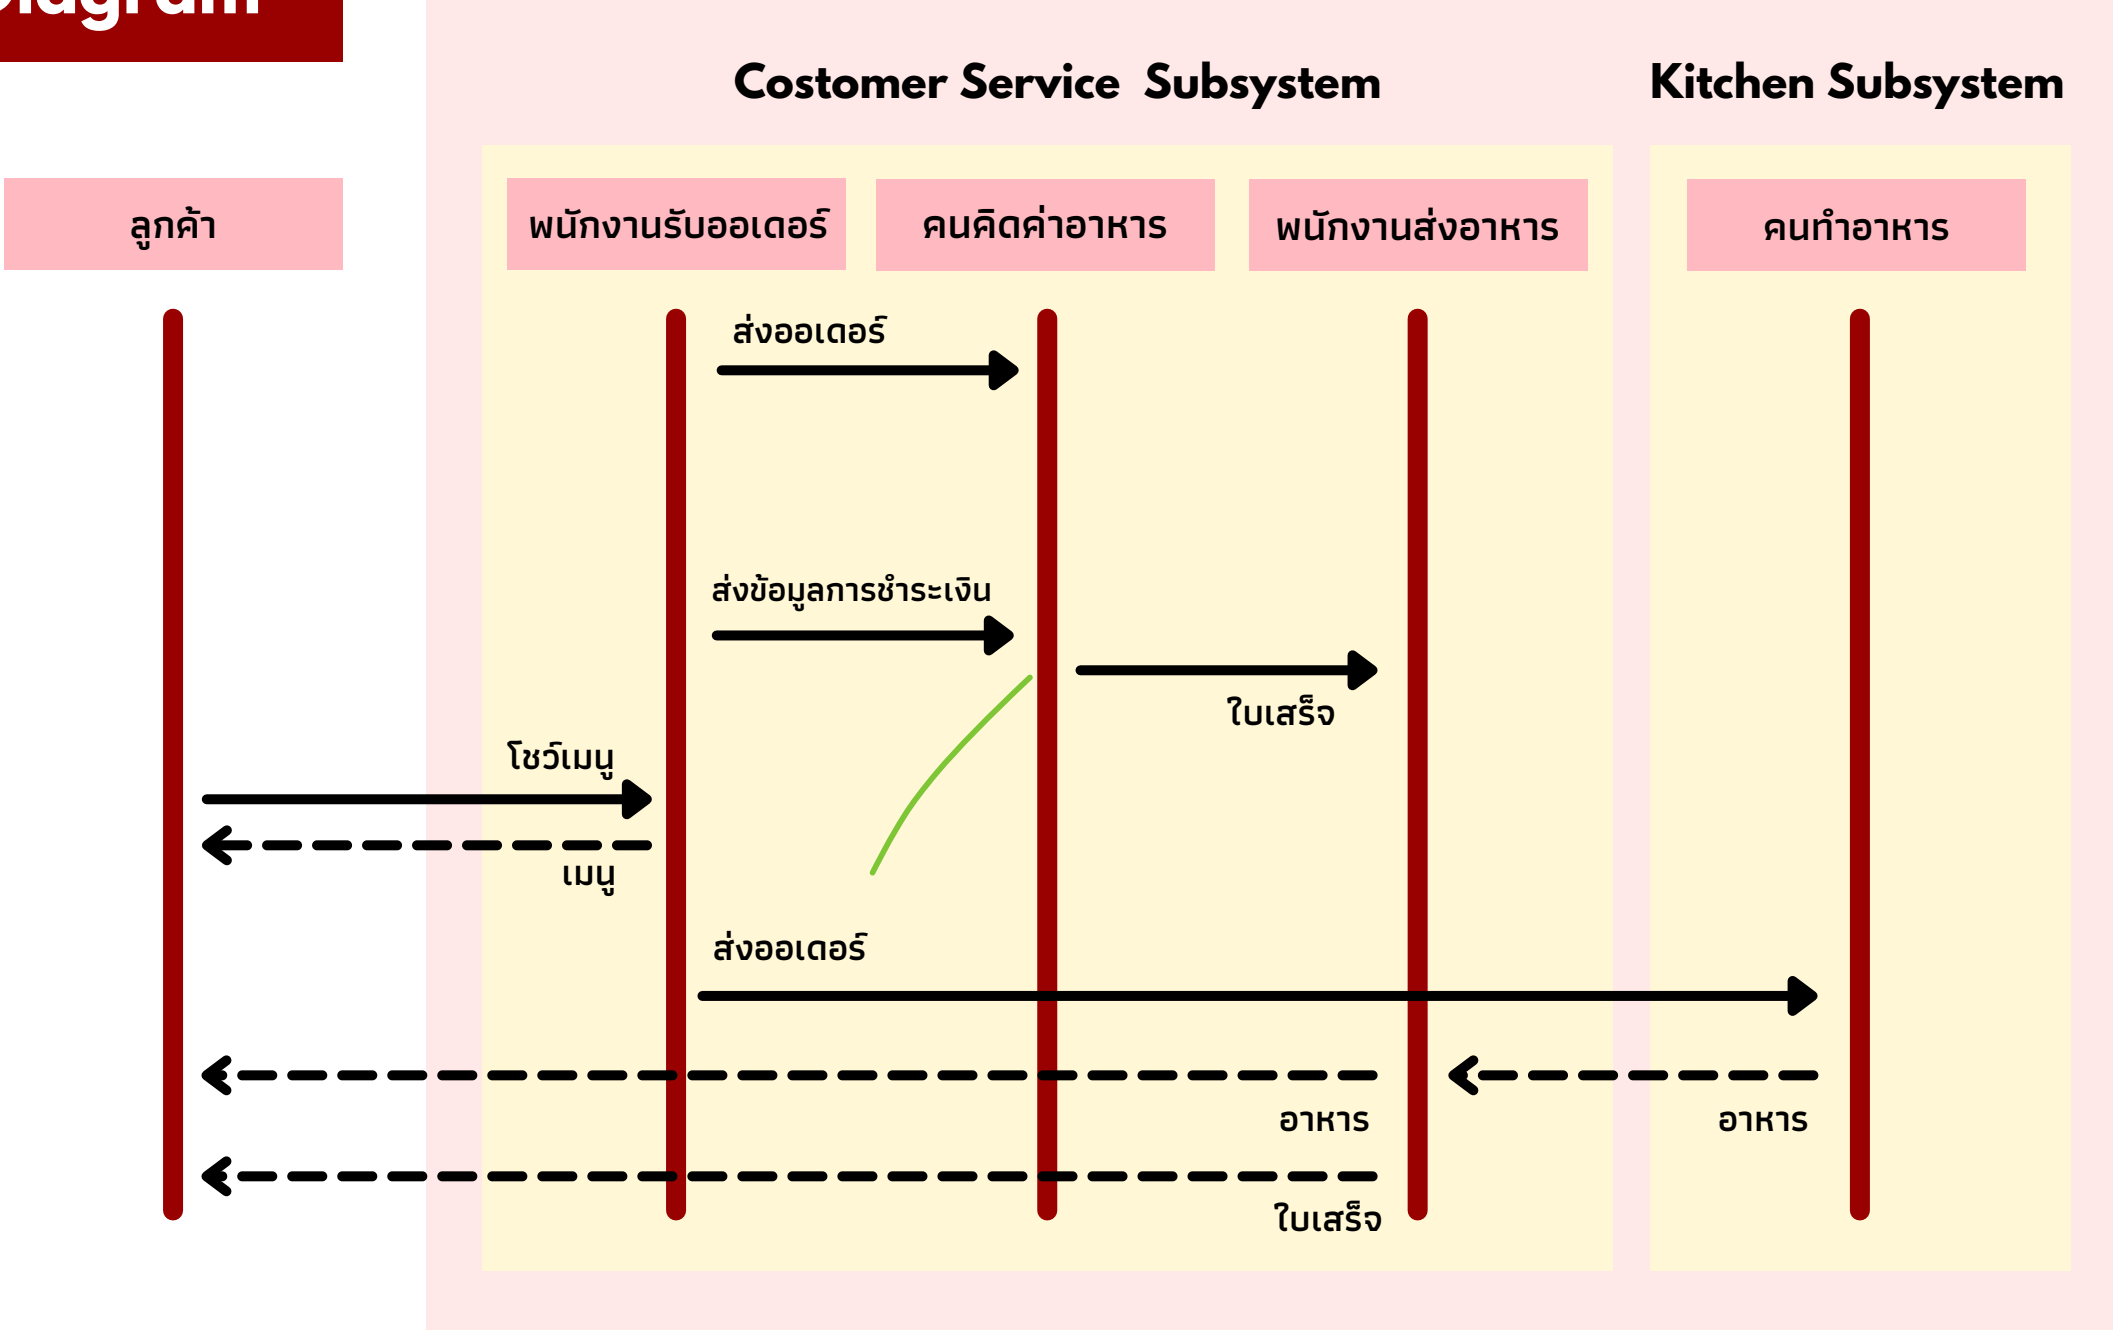 Costomer Service Subsystem
Kitchen Subsystem
ลูกค้า
พนักงานรับออเดอร์
คนคิดค่าอาหาร
พนักงานส่งอาหาร
คนทำอาหาร
ส่งออเดอร์
ส่งข้อมูลการชำระเงิน
ใบเสร็จ
โชว์เมนู
เมนู
ส่งออเดอร์
อาหาร
อาหาร
ใบเสร็จ